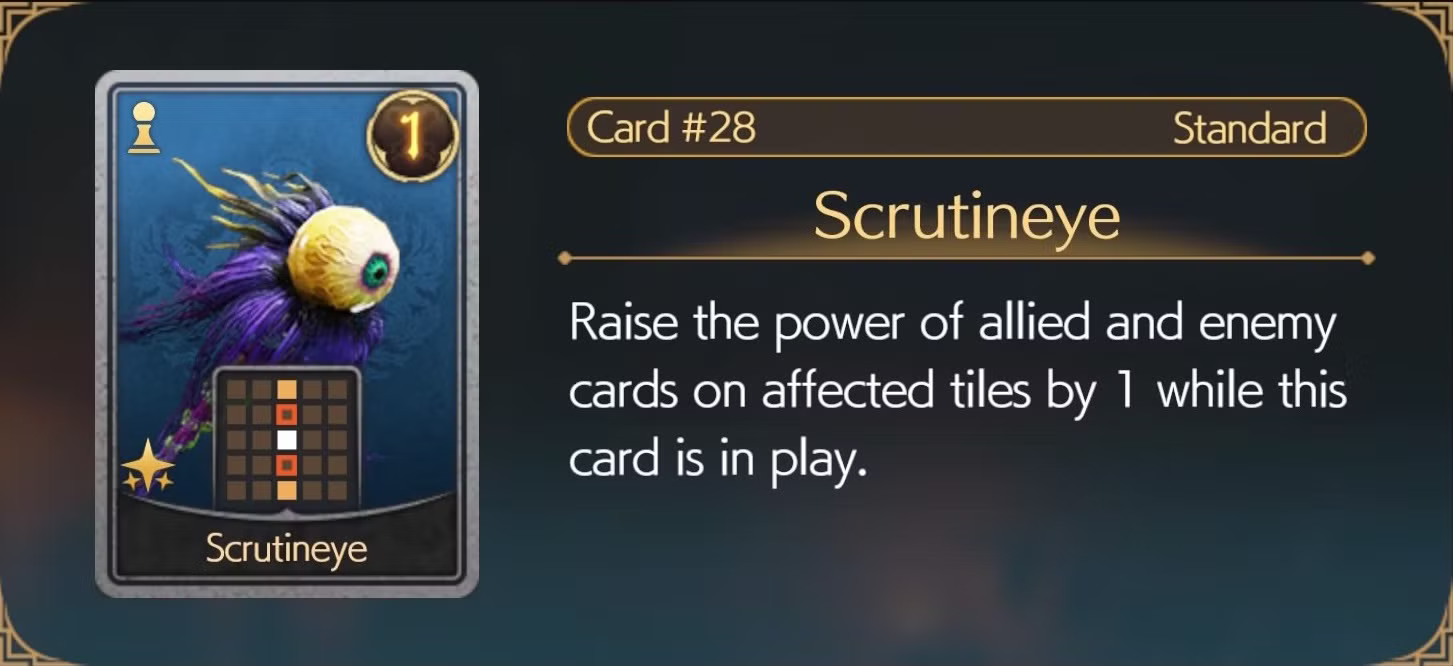 1
Scrutineye
Card #28 Standard
Scrutineye
Raise the power of allied and enemy
cards on affected tiles by 1 while this
card is in play.